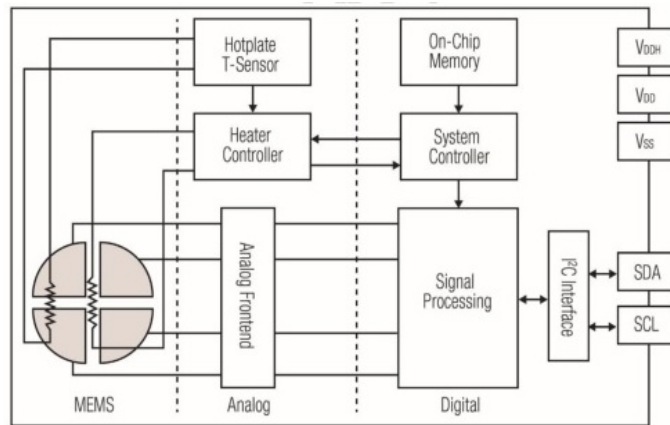 Hotplate
T-Sensor
On-Chip
Memory
VDDH
VDD
VSS
Heater
Controller
System
Controller
Analog Frontend
Signal
Processing
I²C Interface
SDA
SCL
MEMS
Analog
Digital